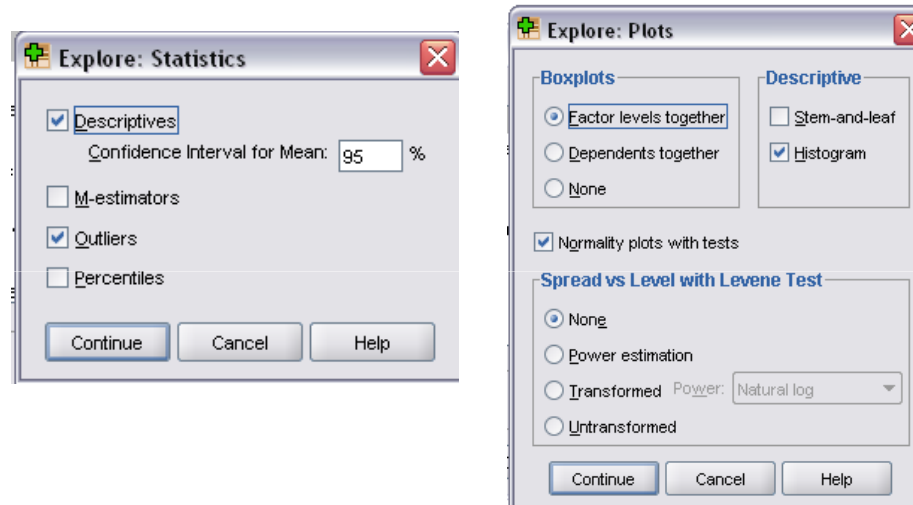 Explore: Statistics
Descriptives
Confidence Interval for Mean: 95 %
M-estimators
Outliers
Percentiles
Continue Cancel Help
Explore: Plots
Boxplots
Factor levels together
Dependents together
None
Descriptive
Stem-and-leaf
Histogram
Normality plots with tests
Spread vs Level with Levene Test
None
Power estimation
Transformed Power: Natural log
Untransformed
Continue Cancel Help